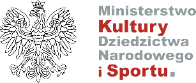 Ministerstwo
Kultury
Dziedzictwa
Narodowego
i Sportu.